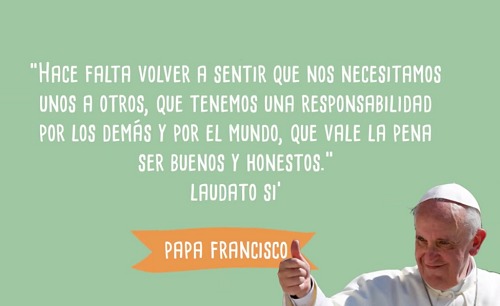 "Hace falta volver a sentir que nos necesitamos
unos a otros, que tenemos una responsabilidad
por los demás y por el mundo, que vale la pena
ser buenos y honestos."
Laudato si'
Papa Francisco